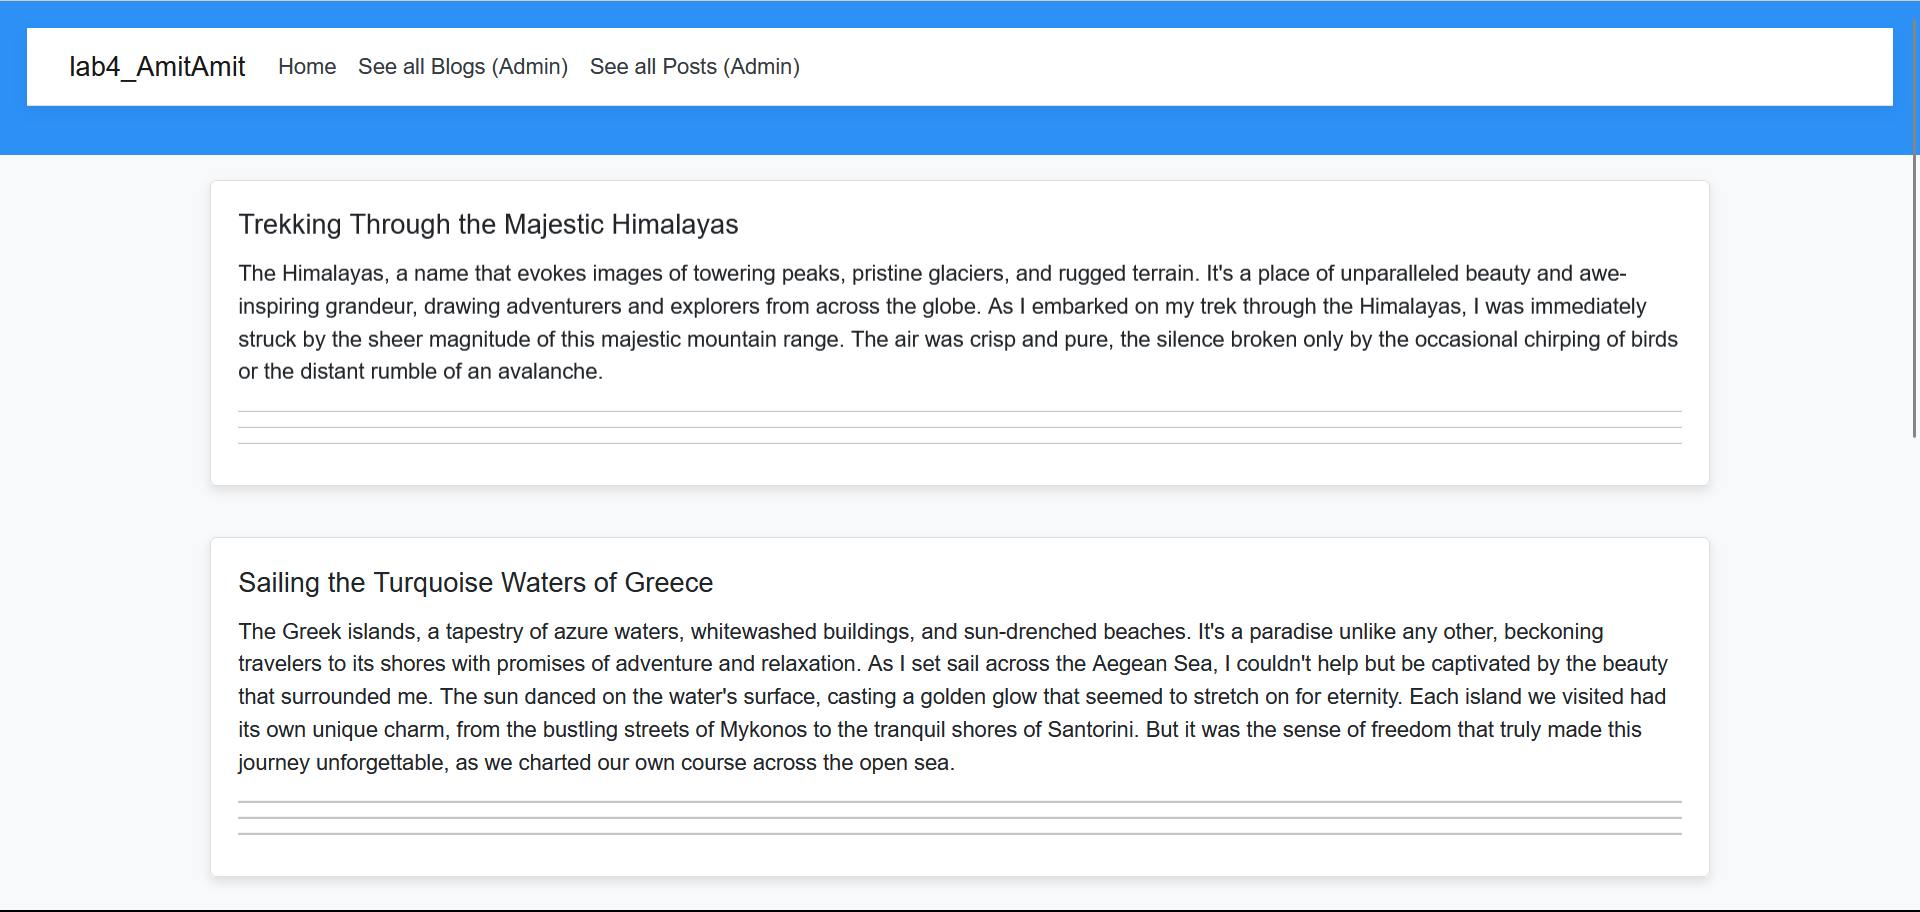 lab4_AmitAmit Home See all Blogs (Admin) See all Posts (Admin)
Trekking Through the Majestic Himalayas
The Himalayas, a name that evokes images of towering peaks, pristine glaciers, and rugged terrain. It's a place of unparalleled beauty and awe-
inspiring grandeur, drawing adventurers and explorers from across the globe. As I embarked on my trek through the Himalayas, I was immediately
struck by the sheer magnitude of this majestic mountain range. The air was crisp and pure, the silence broken only by the occasional chirping of birds
or the distant rumble of an avalanche.
Sailing the Turquoise Waters of Greece
The Greek islands, a tapestry of azure waters, whitewashed buildings, and sun-drenched beaches. It's a paradise unlike any other, beckoning
travelers to its shores with promises of adventure and relaxation. As I set sail across the Aegean Sea, I couldn't help but be captivated by the beauty
that surrounded me. The sun danced on the water's surface, casting a golden glow that seemed to stretch on for eternity. Each island we visited had
its own unique charm, from the bustling streets of Mykonos to the tranquil shores of Santorini. But it was the sense of freedom that truly made this
journey unforgettable, as we charted our own course across the open sea.